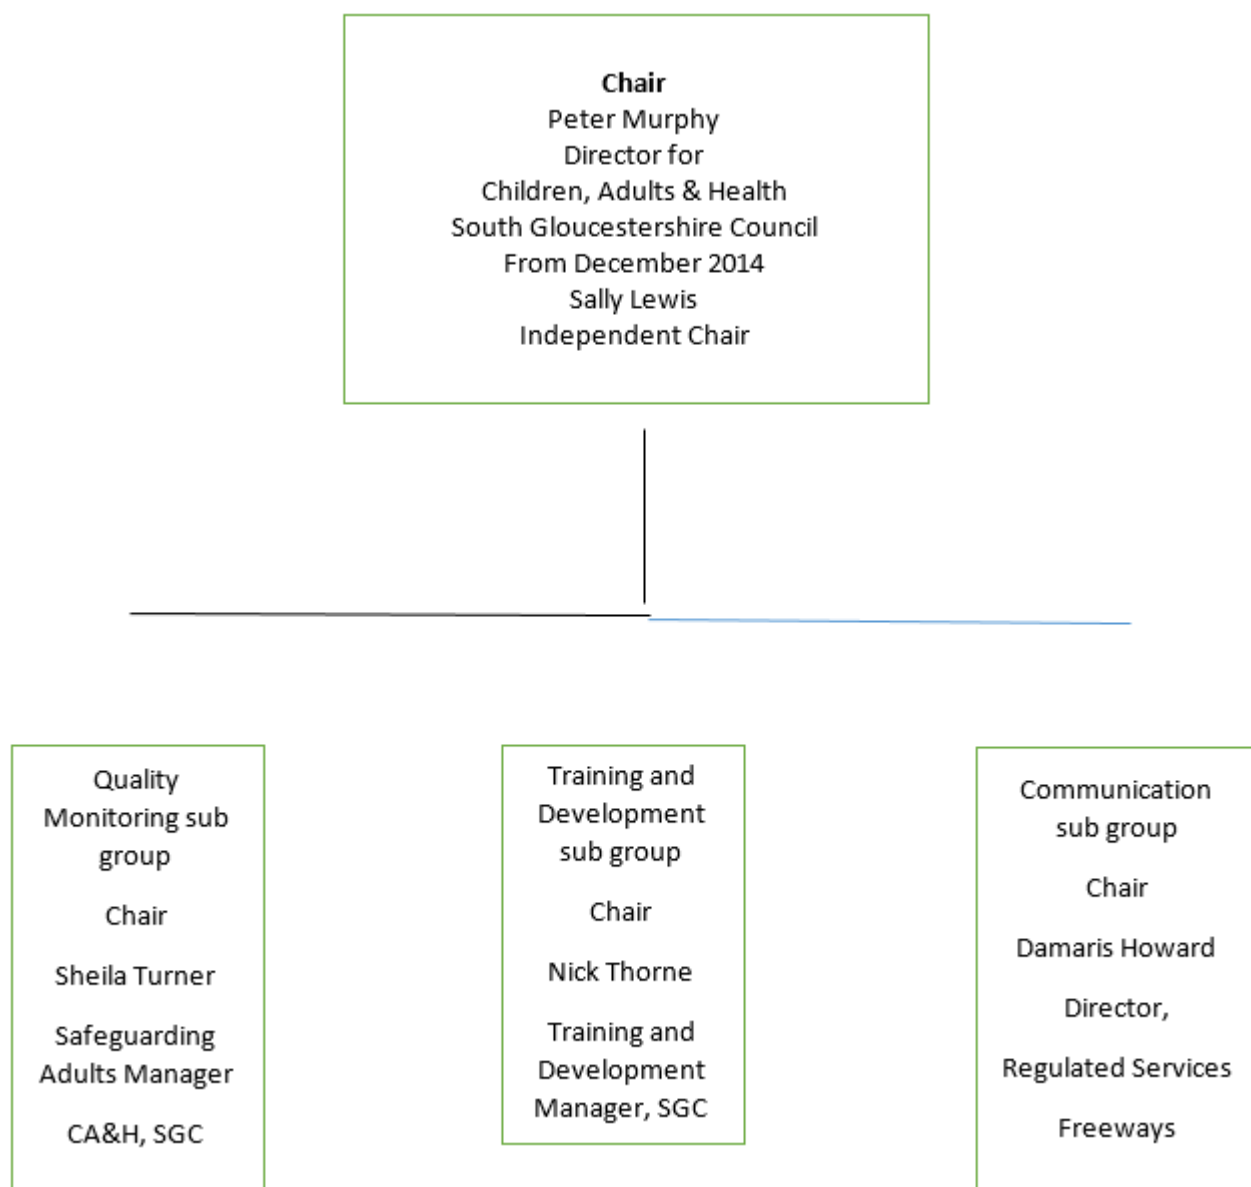 Chair
Peter Murphy
Director for
Children, Adults & Health
South Gloucestershire Council
From December 2014
Sally Lewis
Independent Chair
Quality
Monitoring sub
group
Chair
Sheila Turner
Safeguarding
Adults Manager
CA&H, SGC
Training and
Development
sub group
Chair
Nick Thorne
Training and
Development
Manager, SGC
Communication
sub group
Chair
Damaris Howard
Director,
Regulated Services
Freeways